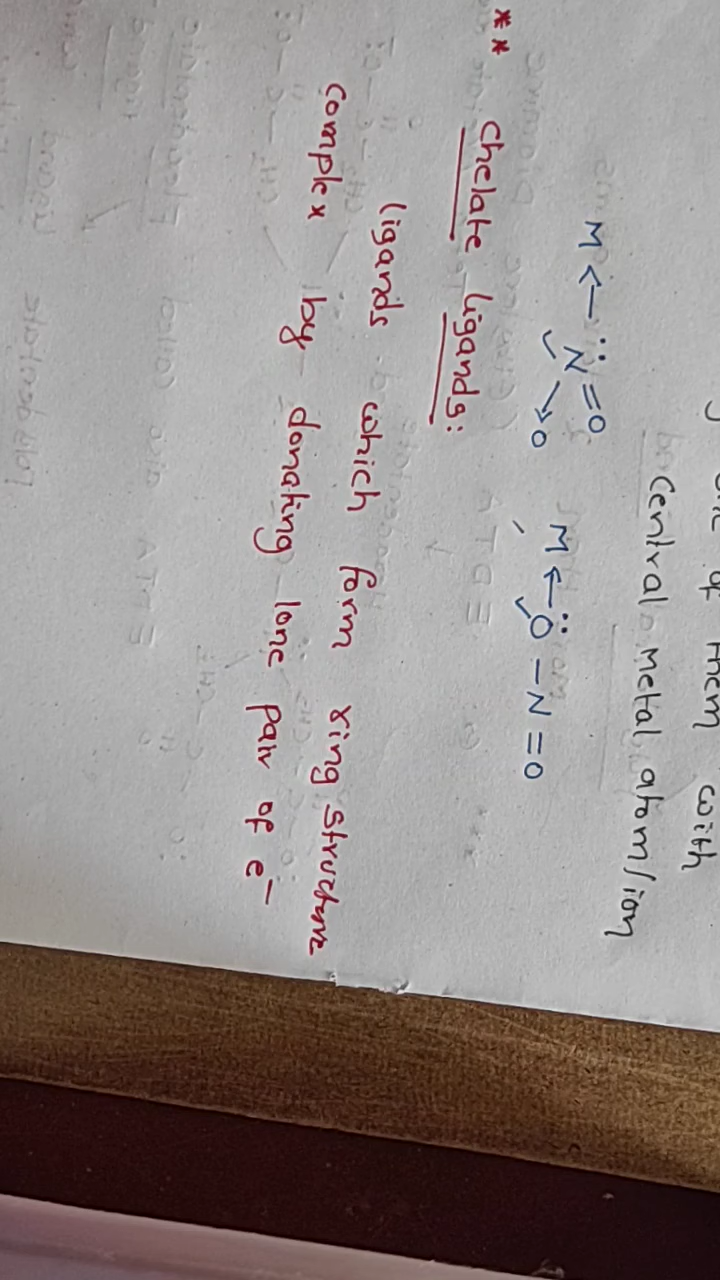 of them with
central metal atom/ion
M ← N̈ = O
↘ O
M ← Ö - N = O
** Chelate ligands:
ligands which form ring structure
complex by donating lone pair of e⁻